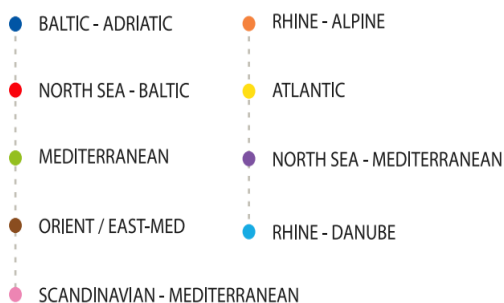 BALTIC - ADRIATIC
NORTH SEA - BALTIC
MEDITERRANEAN
ORIENT / EAST-MED
SCANDINAVIAN - MEDITERRANEAN
RHINE - ALPINE
ATLANTIC
NORTH SEA - MEDITERRANEAN
RHINE - DANUBE